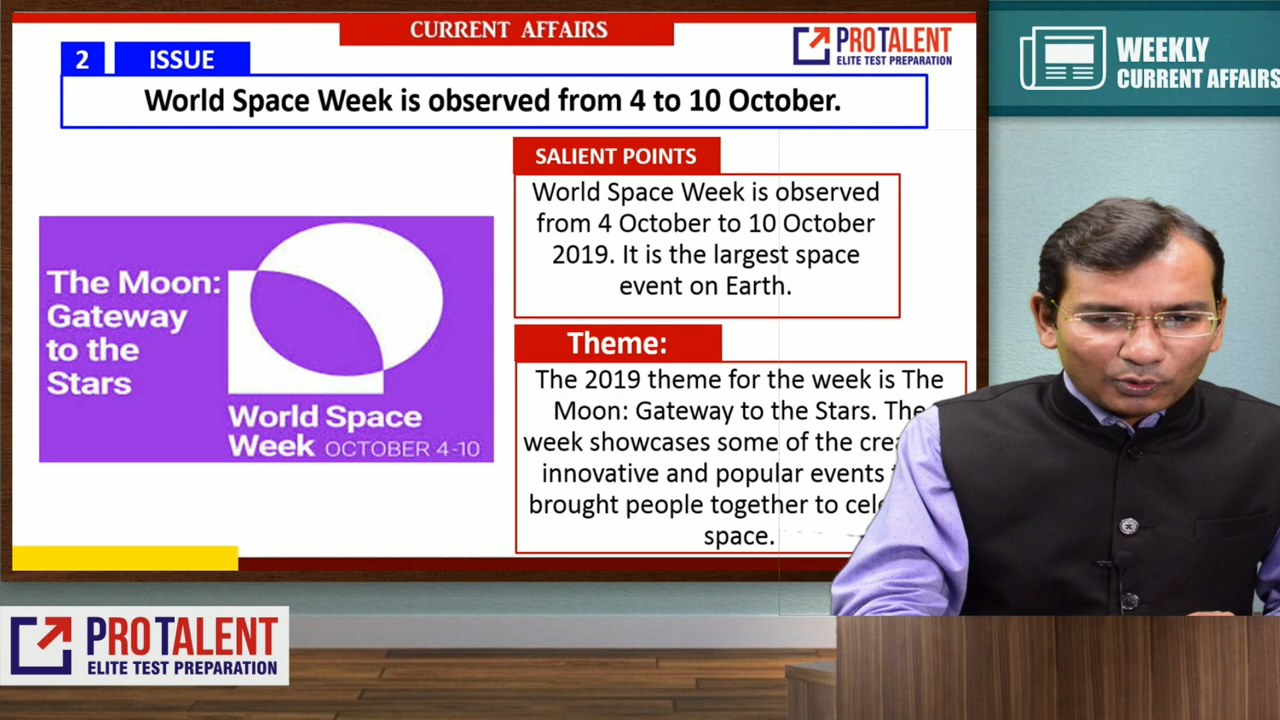 CURRENT AFFAIRS
2 ISSUE
PROTALENT
ELITE TEST PREPARATION
World Space Week is observed from 4 to 10 October.
WEEKLY
CURRENT AFFAIRS
SALIENT POINTS
World Space Week is observed
from 4 October to 10 October
2019. It is the largest space
event on Earth.
The Moon:
Gateway
to the
Stars
World Space
Week OCTOBER 4-10
Theme:
The 2019 theme for the week is The
Moon: Gateway to the Stars. The
week showcases some of the
innovative and popular events
brought people together to
space.
PROTALENT
ELITE TEST PREPARATION